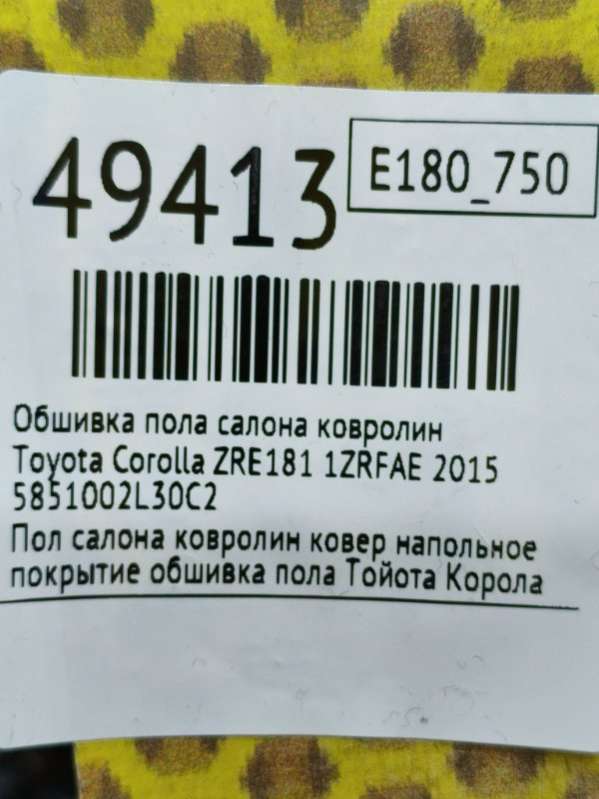 49413
E180_750
Обшивка пола салона ковролин
Toyota Corolla ZRE181 1ZRFAE 2015
5851002L30C2
Пол салона ковролин ковер напольное
покрытие обшивка пола Тойота Корола